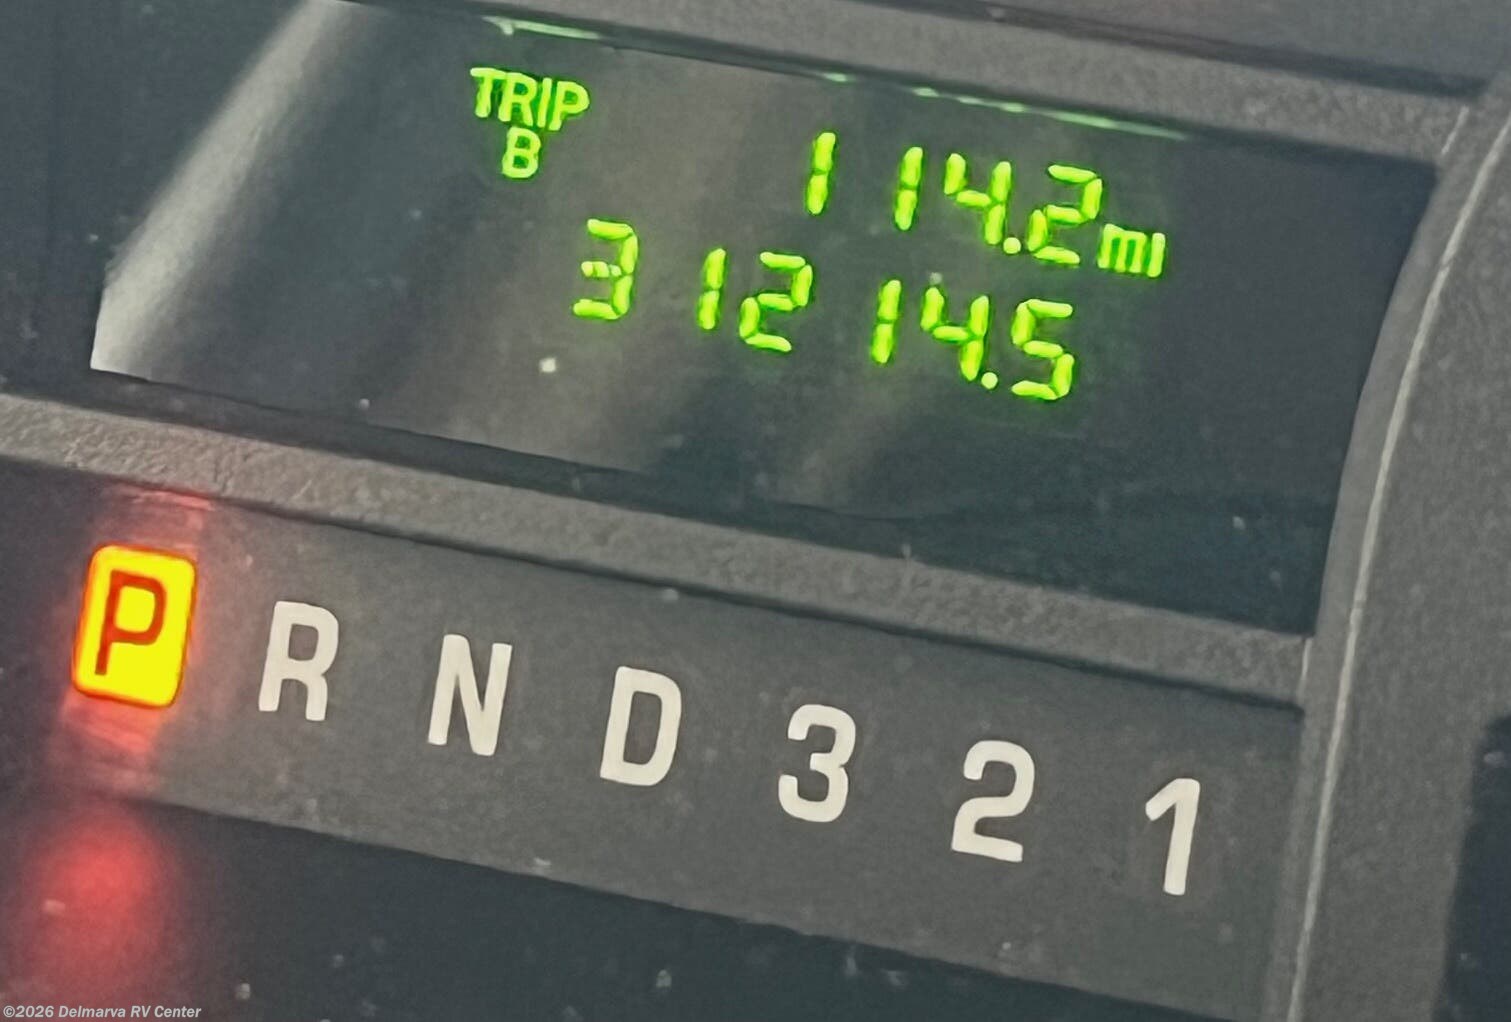 TRIP
B
114.2mi
31214.5
P R N D 3 2 1
©2026 Delmarva RV Center